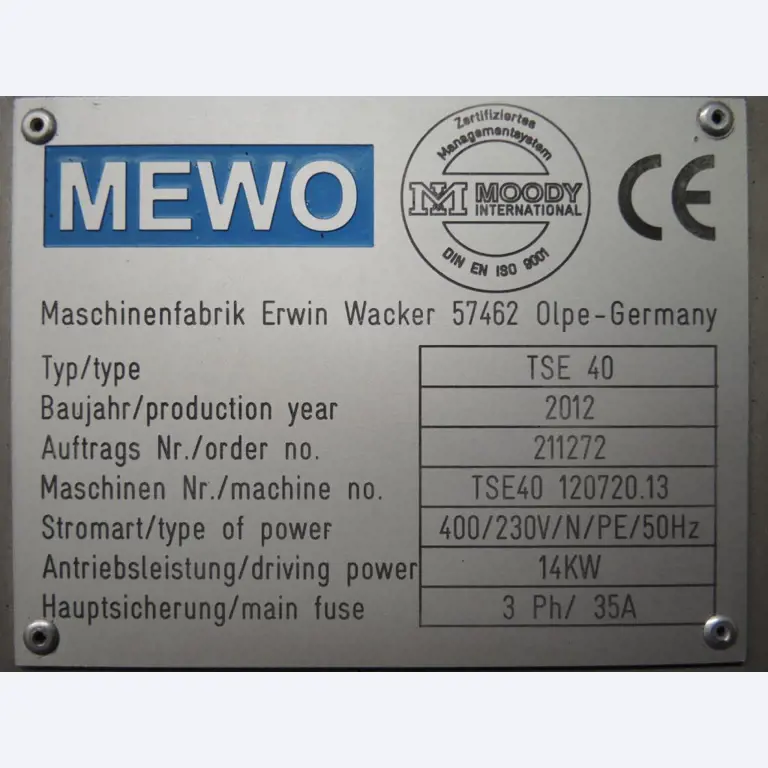 MEWO
Zertifiziertes
Managementsystem
MOODY
INTERNATIONAL
DIN EN ISO 9001
CE
Maschinenfabrik Erwin Wacker 57462 Olpe-Germany
Typ/type TSE 40
Baujahr/production year 2012
Auftrags Nr./order no. 211272
Maschinen Nr./machine no. TSE40 120720.13
Stromart/type of power 400/230V/N/PE/50Hz
Antriebsleistung/driving power 14KW
Hauptsicherung/main fuse 3 Ph/ 35A